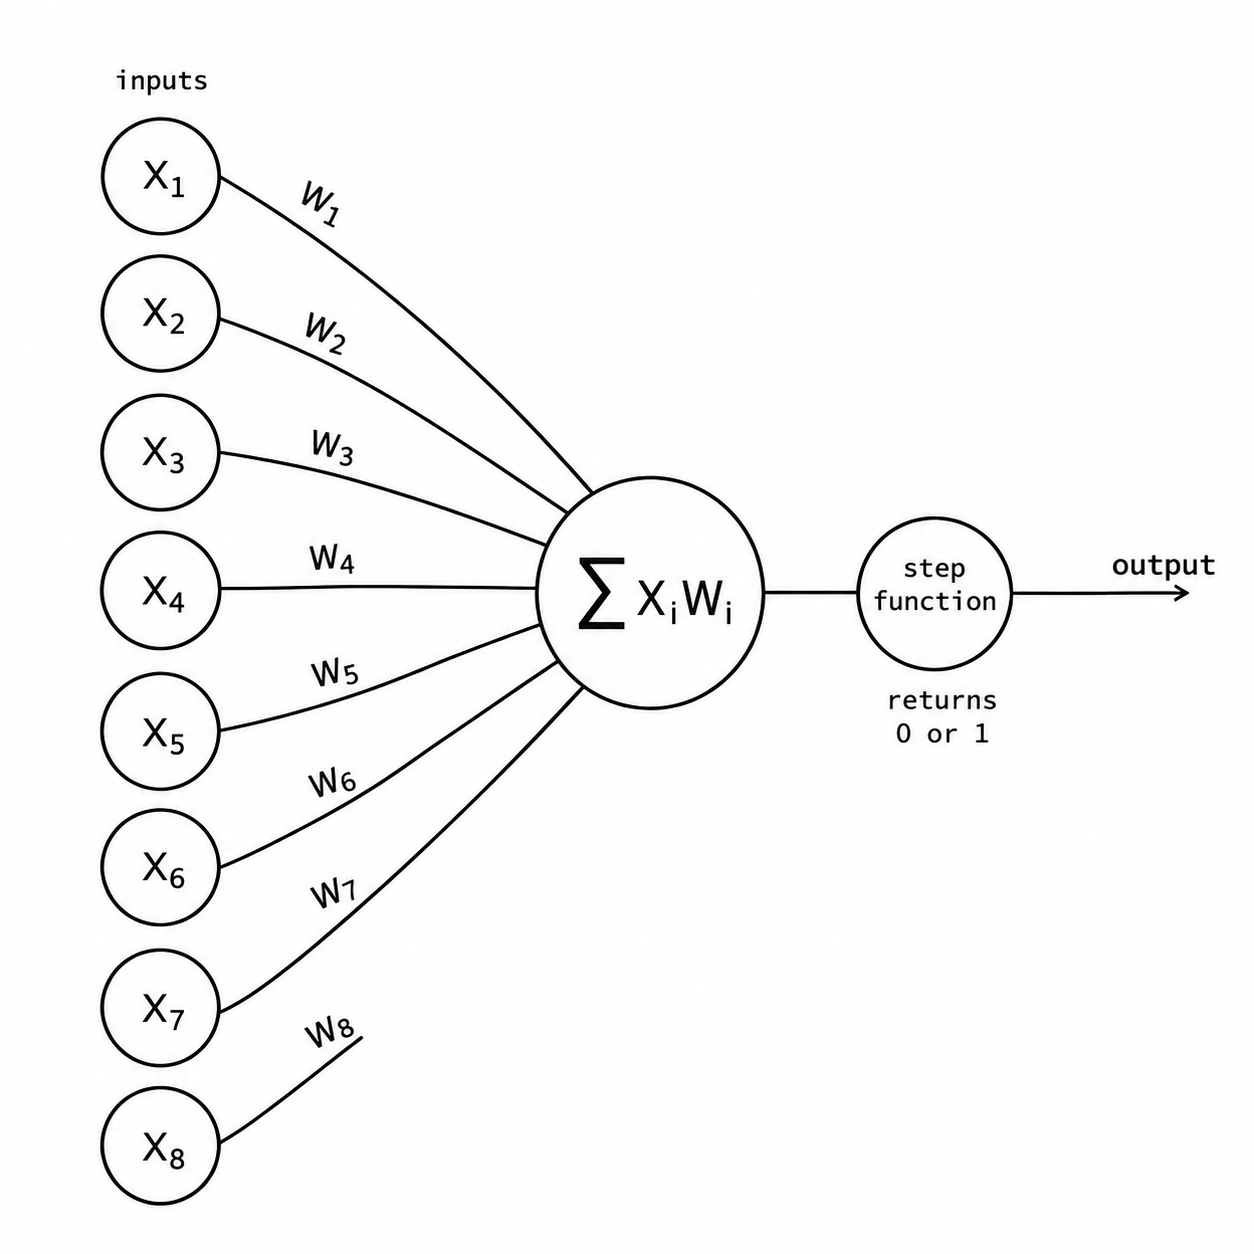 inputs
X₁
W₁
X₂
W₂
X₃
W₃
X₄
W₄
X₅
W₅
X₆
W₆
X₇
W₇
X₈
W₈
∑ XᵢWᵢ
step
function
returns
0 or 1
output